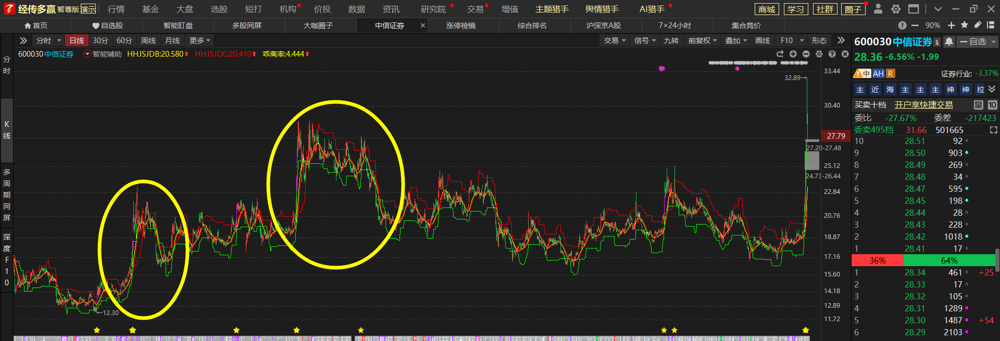 经传多赢 智尊版 演示 行情 基金 大盘 选股 短打 机构 价投 数据 资讯 研究院 交易 增值 主题猎手 舆情猎手 AI猎手 商城 学习 社群 圈子
首页 自选股 智能盯盘 多股同屏 大咖圈子 中信证券 × 涨停棱镜 综合排名 沪深京A股 7×24小时 集合竞价 90%
分时 日线 30分 60分 周线 月线 更多 交易 信号 九转 前复权 叠加 画线 F10 形态
600030中信证券 智能辅助 HHJSJDB:20.580 HHJSJDC:20.410 乖离率:4.444
分时
K线
多周期同屏
深度F10
32.89→
←12.30
33.44
30.40
27.79
27.20-27.48
25.12
24.73-26.44
22.84
20.76
18.87
17.16
15.60
14.18
12.89
11.72
600030中信证券 自选
28.36 -6.56% -1.99
中 AH R 证券行业: -3.37%
主 近 海 主 主 主 神 神 拉
买卖十档 开户享快捷交易 量 10
委比 -27.67% 委差 -217423
委卖495档 31.66 501665
10 28.51 92
9 28.50 903
8 28.49 269
7 28.48 34
6 28.47 595
5 28.45 198
4 28.44 28
3 28.43 228
2 28.42 1018
1 28.41 17
36% 64%
1 28.34 461 +25
2 28.33 17
3 28.32 105
4 28.31 1289
5 28.30 1487 +54
6 28.29 2103